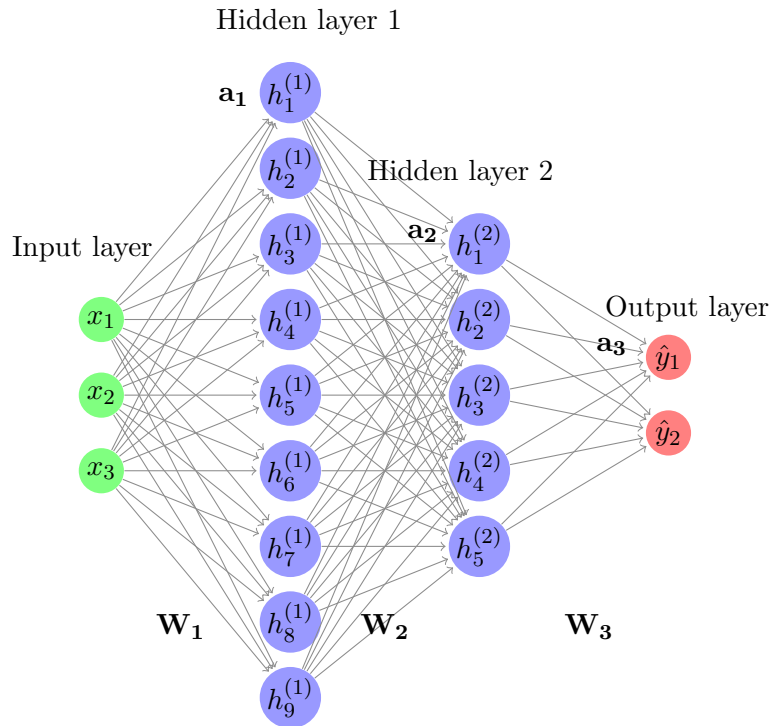 Hidden layer 1
a₁
h₁⁽¹⁾
h₂⁽¹⁾
Hidden layer 2
h₃⁽¹⁾
a₂
h₁⁽²⁾
Input layer
x₁
h₄⁽¹⁾
h₂⁽²⁾
Output layer
a₃
ŷ₁
x₂
h₅⁽¹⁾
h₃⁽²⁾
ŷ₂
x₃
h₆⁽¹⁾
h₄⁽²⁾
h₇⁽¹⁾
h₅⁽²⁾
W₁
h₈⁽¹⁾
W₂
W₃
h₉⁽¹⁾